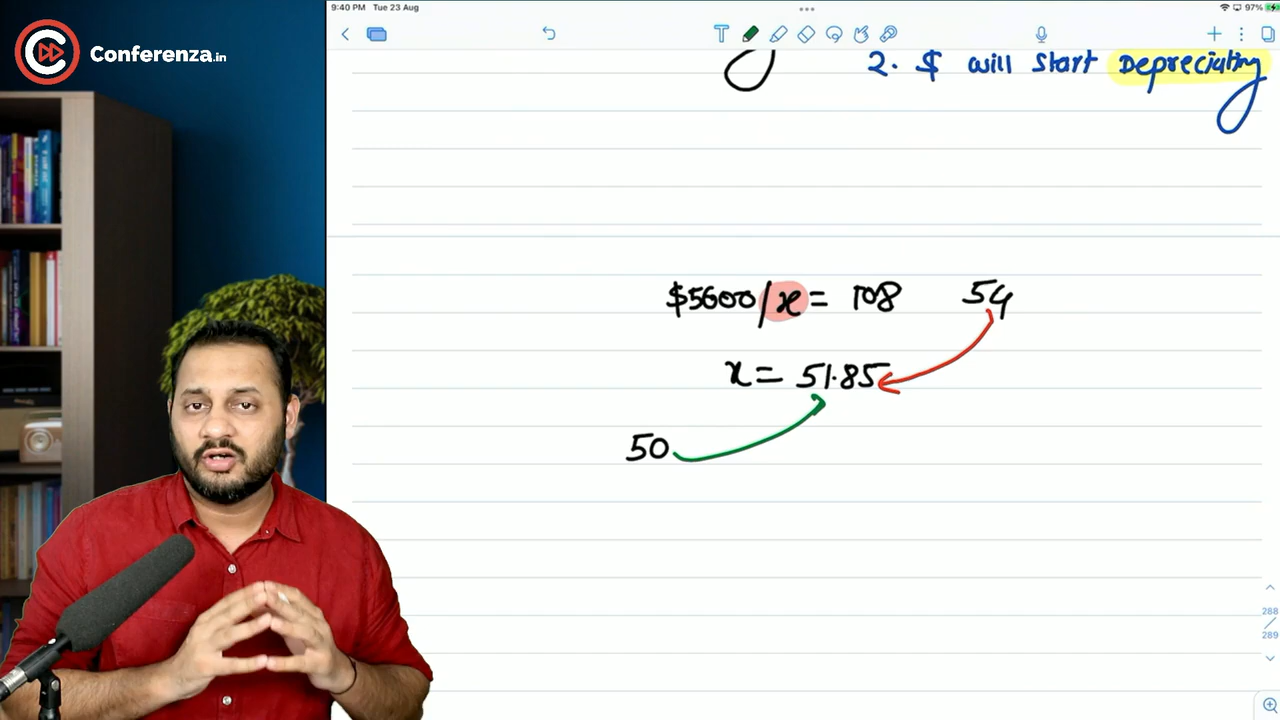 9:40 PM Tue 23 Aug
97%
Conferenza.in
T
2. $ will start Depreciating
$5600/x = 108 54
x = 51.85
50
288
289